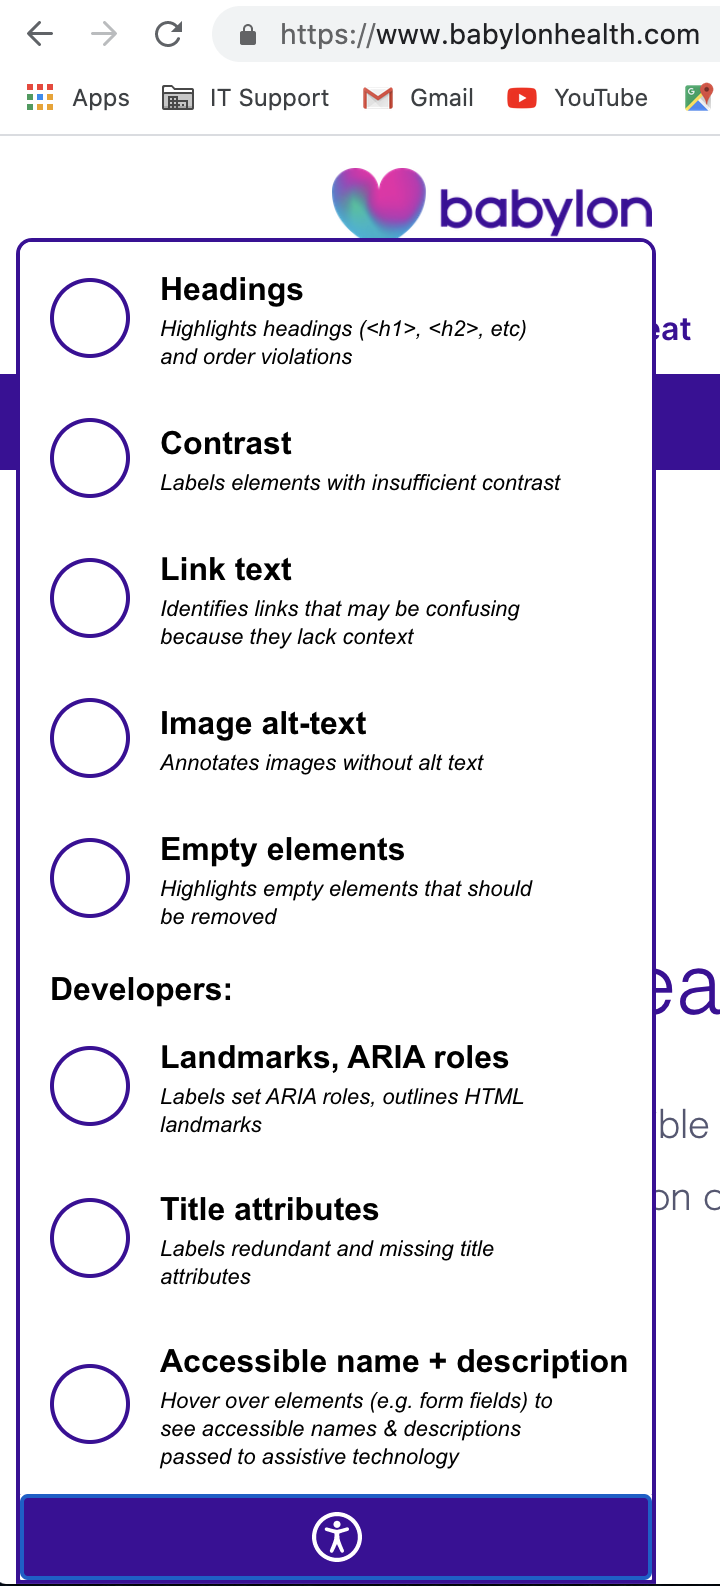 https://www.babylonhealth.com
Apps IT Support Gmail YouTube
babylon
Headings
Highlights headings (<h1>, <h2>, etc)
and order violations
eat
Contrast
Labels elements with insufficient contrast
Link text
Identifies links that may be confusing
because they lack context
Image alt-text
Annotates images without alt text
Empty elements
Highlights empty elements that should
be removed
Developers:
ea
Landmarks, ARIA roles
Labels set ARIA roles, outlines HTML
landmarks
ble
Title attributes
Labels redundant and missing title
attributes
on
Accessible name + description
Hover over elements (e.g. form fields) to
see accessible names & descriptions
passed to assistive technology